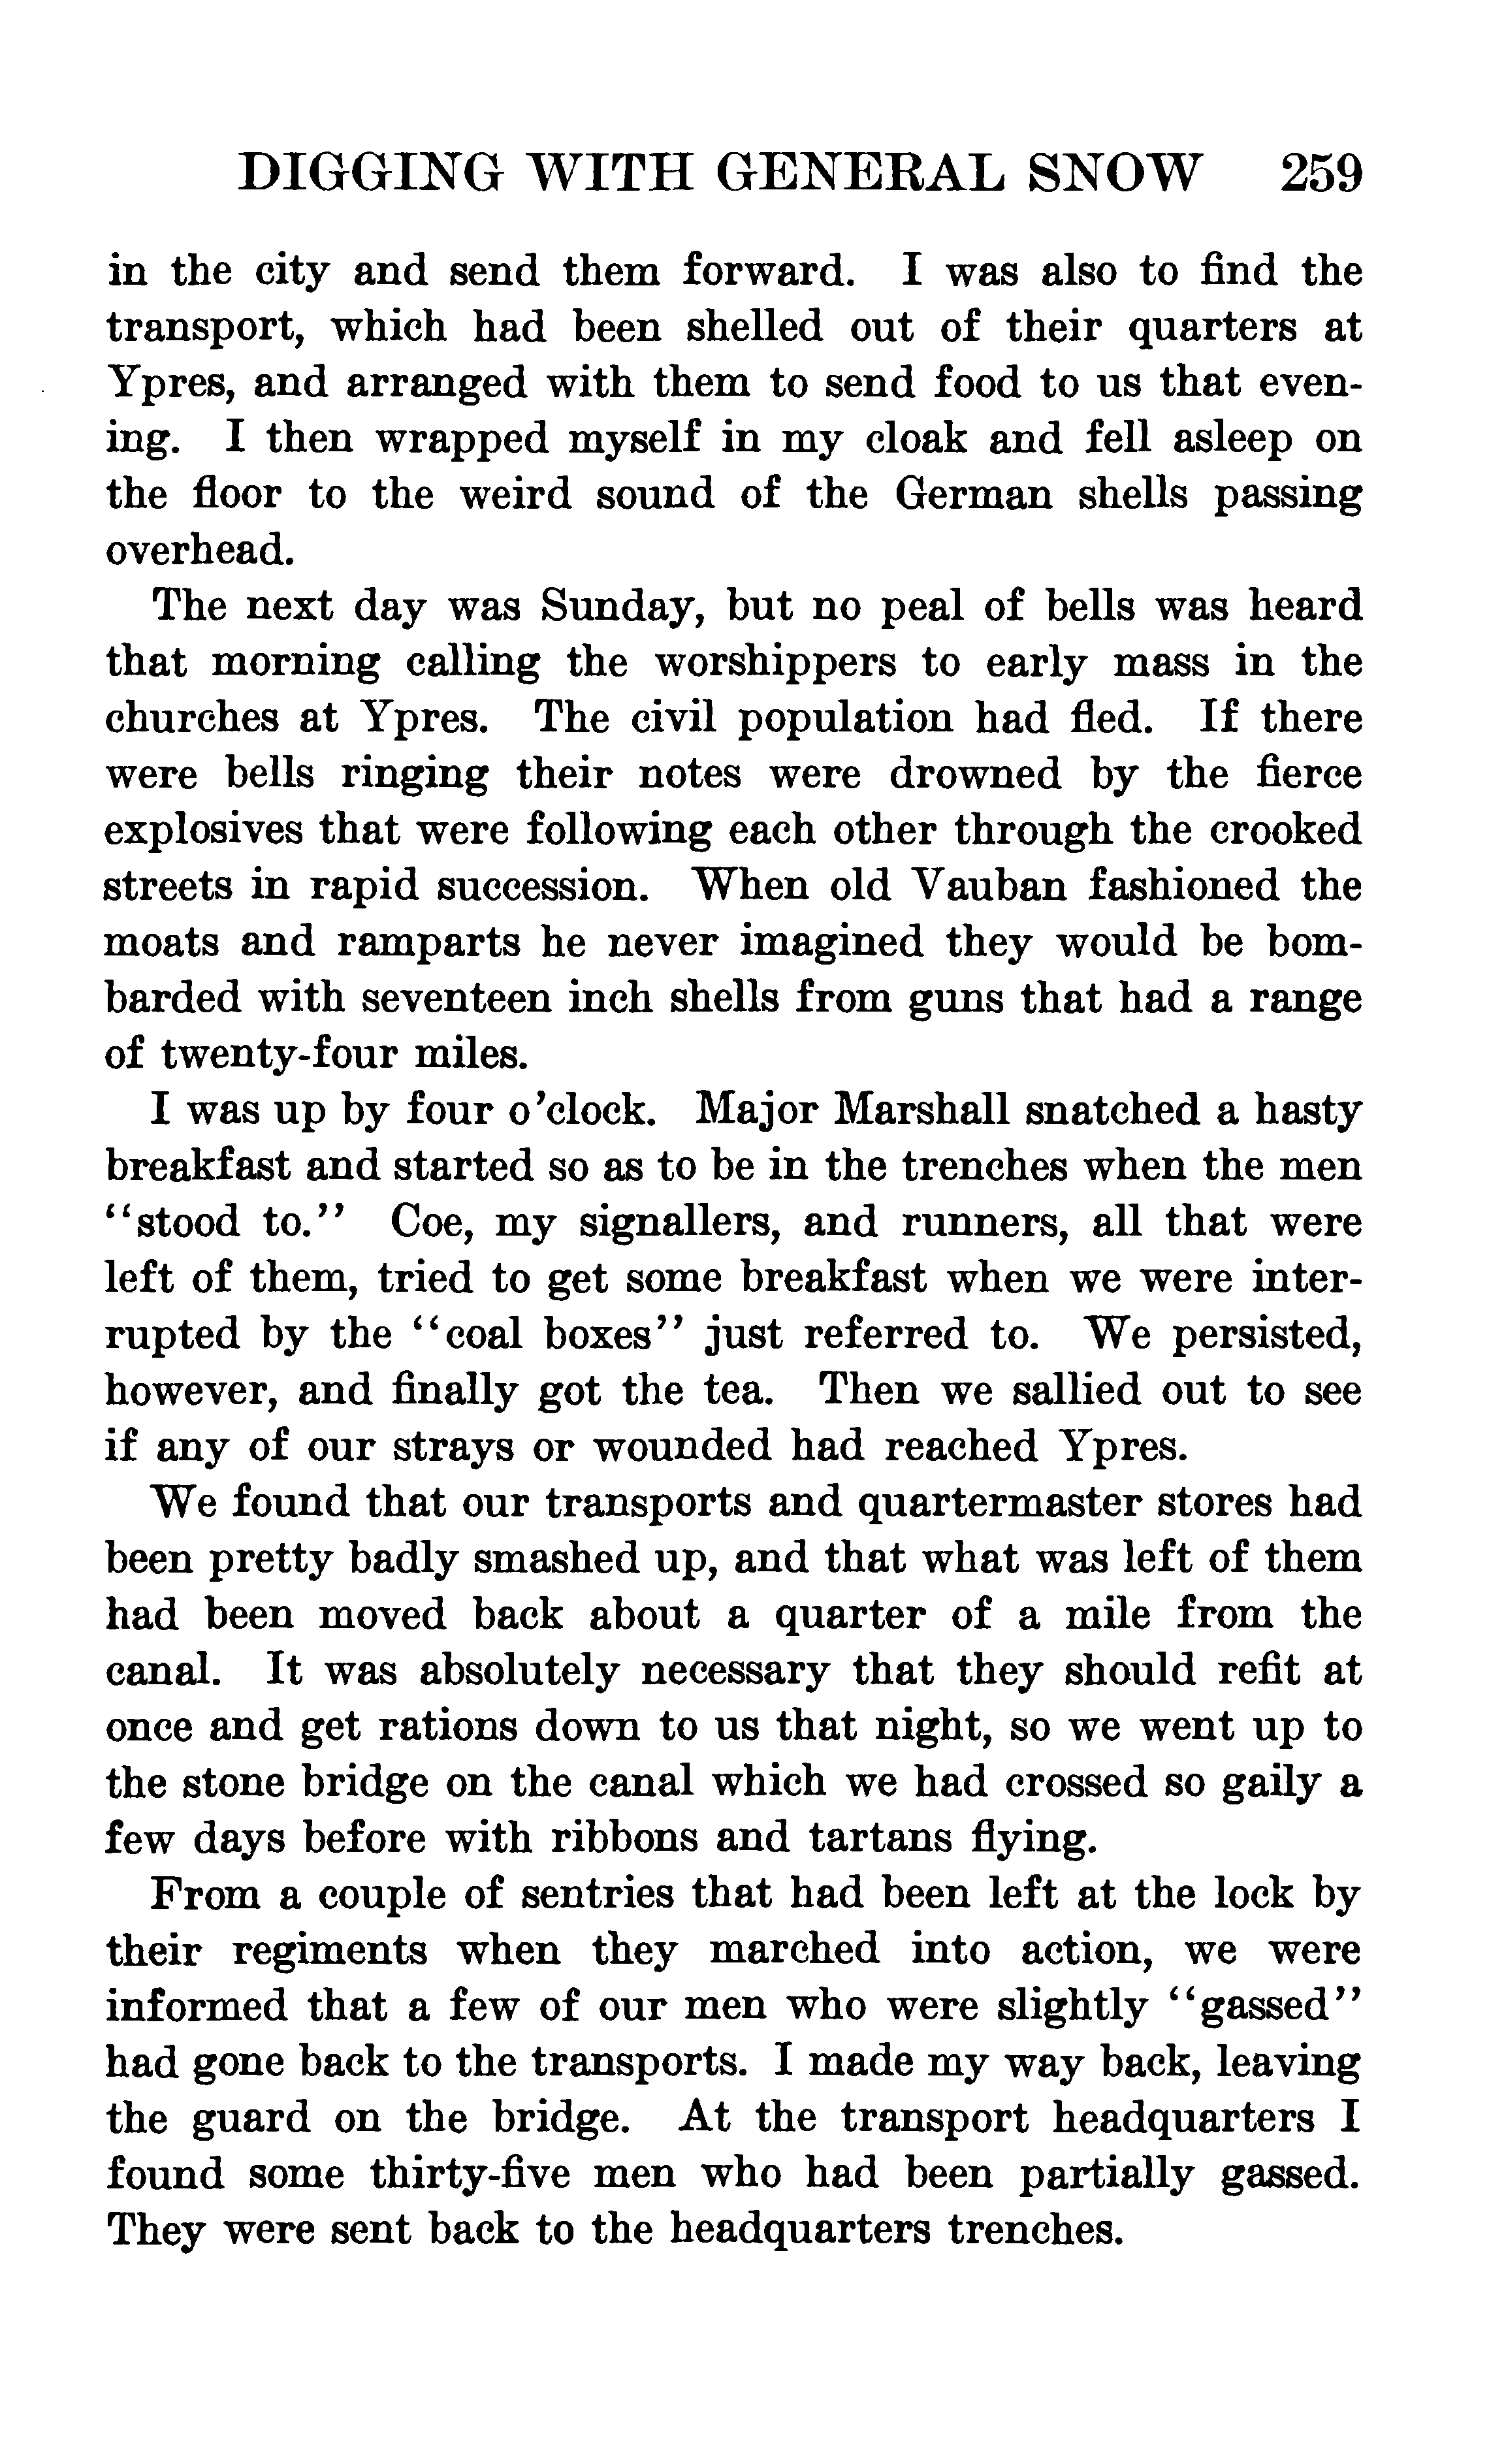 DIGGING WITH GENERAL SNOW 259
in the city and send them forward. I was also to find the
transport, which had been shelled out of their quarters at
Ypres, and arranged with them to send food to us that even-
ing. I then wrapped myself in my cloak and fell asleep on
the floor to the weird sound of the German shells passing
overhead.
The next day was Sunday, but no peal of bells was heard
that morning calling the worshippers to early mass in the
churches at Ypres. The civil population had fled. If there
were bells ringing their notes were drowned by the fierce
explosives that were following each other through the crooked
streets in rapid succession. When old Vauban fashioned the
moats and ramparts he never imagined they would be bom-
barded with seventeen inch shells from guns that had a range
of twenty-four miles.
I was up by four o'clock. Major Marshall snatched a hasty
breakfast and started so as to be in the trenches when the men
"stood to." Coe, my signallers, and runners, all that were
left of them, tried to get some breakfast when we were inter-
rupted by the "coal boxes" just referred to. We persisted,
however, and finally got the tea. Then we sallied out to see
if any of our strays or wounded had reached Ypres.
We found that our transports and quartermaster stores had
been pretty badly smashed up, and that what was left of them
had been moved back about a quarter of a mile from the
canal. It was absolutely necessary that they should refit at
once and get rations down to us that night, so we went up to
the stone bridge on the canal which we had crossed so gaily a
few days before with ribbons and tartans flying.
From a couple of sentries that had been left at the lock by
their regiments when they marched into action, we were
informed that a few of our men who were slightly "gassed"
had gone back to the transports. I made my way back, leaving
the guard on the bridge. At the transport headquarters I
found some thirty-five men who had been partially gassed.
They were sent back to the headquarters trenches.